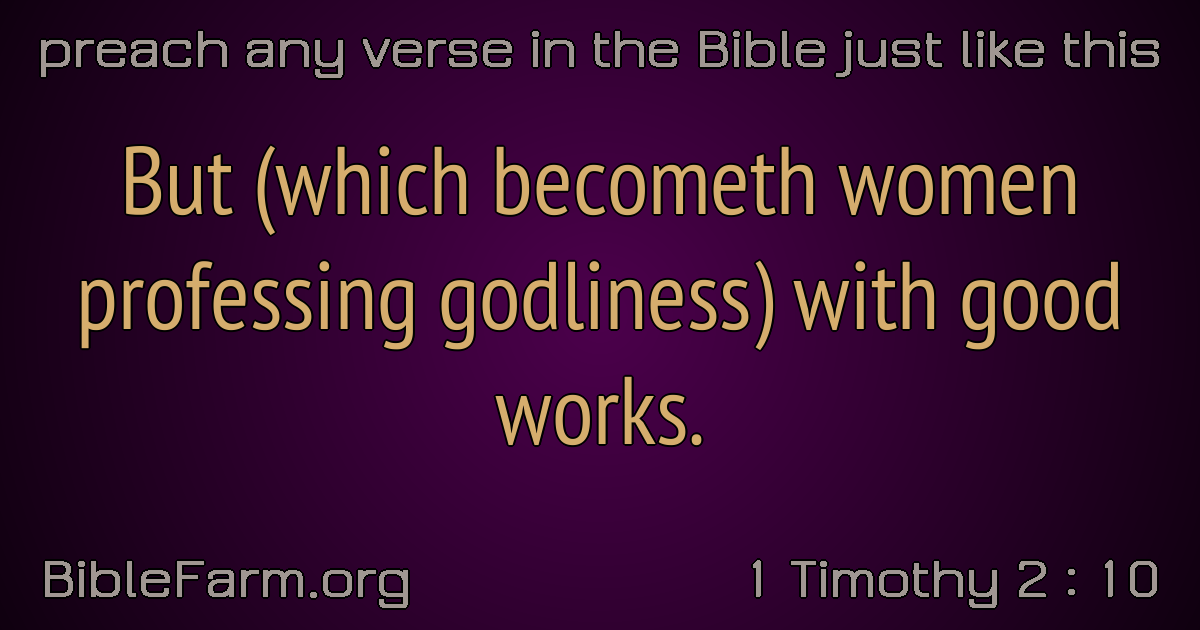 preach any verse in the Bible just like this
But (which becometh women
professing godliness) with good
works.
BibleFarm.org
1 Timothy 2 : 10